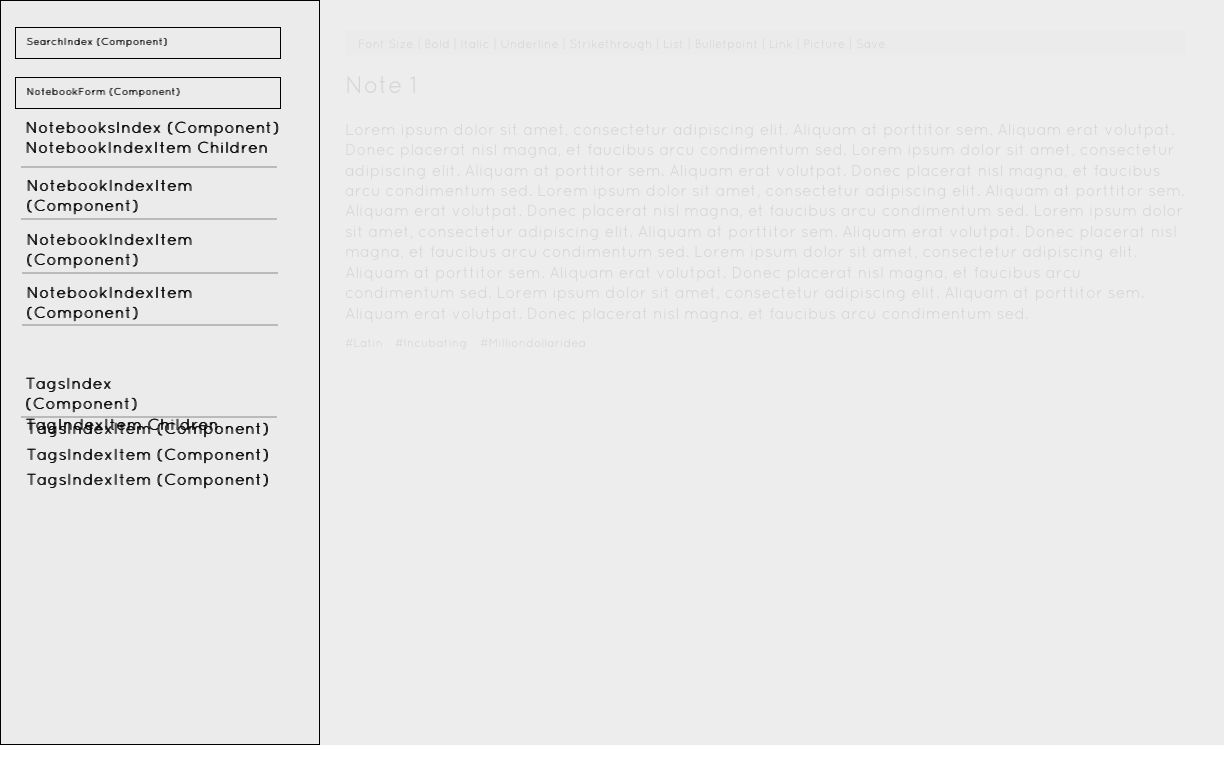 SearchIndex (Component)
NotebookForm (Component)
NotebooksIndex (Component)
NotebookIndexItem Children
NotebookIndexItem
(Component)
NotebookIndexItem
(Component)
NotebookIndexItem
(Component)
TagsIndex
(Component)
TagIndexItem Children
TagsIndexItem (Component)
TagsIndexItem (Component)
TagsIndexItem (Component)
Font Size | Bold | Italic | Underline | Strikethrough | List | Bulletpoint | Link | Picture | Save
Note 1
Lorem ipsum dolor sit amet, consectetur adipiscing elit. Aliquam at porttitor sem. Aliquam erat volutpat.
Donec placerat nisl magna, et faucibus arcu condimentum sed. Lorem ipsum dolor sit amet, consectetur
adipiscing elit. Aliquam at porttitor sem. Aliquam erat volutpat. Donec placerat nisl magna, et faucibus
arcu condimentum sed. Lorem ipsum dolor sit amet, consectetur adipiscing elit. Aliquam at porttitor sem.
Aliquam erat volutpat. Donec placerat nisl magna, et faucibus arcu condimentum sed. Lorem ipsum dolor
sit amet, consectetur adipiscing elit. Aliquam at porttitor sem. Aliquam erat volutpat. Donec placerat nisl
magna, et faucibus arcu condimentum sed. Lorem ipsum dolor sit amet, consectetur adipiscing elit.
Aliquam at porttitor sem. Aliquam erat volutpat. Donec placerat nisl magna, et faucibus arcu
condimentum sed. Lorem ipsum dolor sit amet, consectetur adipiscing elit. Aliquam at porttitor sem.
Aliquam erat volutpat. Donec placerat nisl magna, et faucibus arcu condimentum sed.
#Latin #Incubating #Milliondollaridea